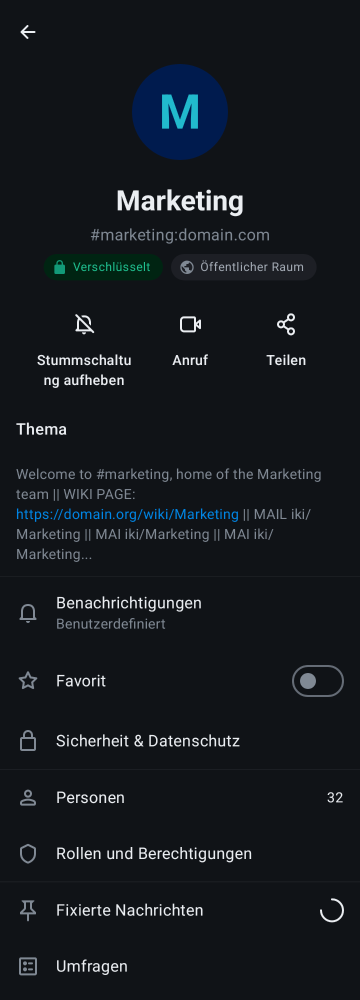 M
Marketing
#marketing:domain.com
Verschlüsselt
Öffentlicher Raum
Stummschaltu
ng aufheben
Anruf
Teilen
Thema
Welcome to #marketing, home of the Marketing
team || WIKI PAGE:
https://domain.org/wiki/Marketing || MAIL iki/
Marketing || MAI iki/Marketing || MAI iki/
Marketing...
Benachrichtigungen
Benutzerdefiniert
Favorit
Sicherheit & Datenschutz
Personen 32
Rollen und Berechtigungen
Fixierte Nachrichten
Umfragen